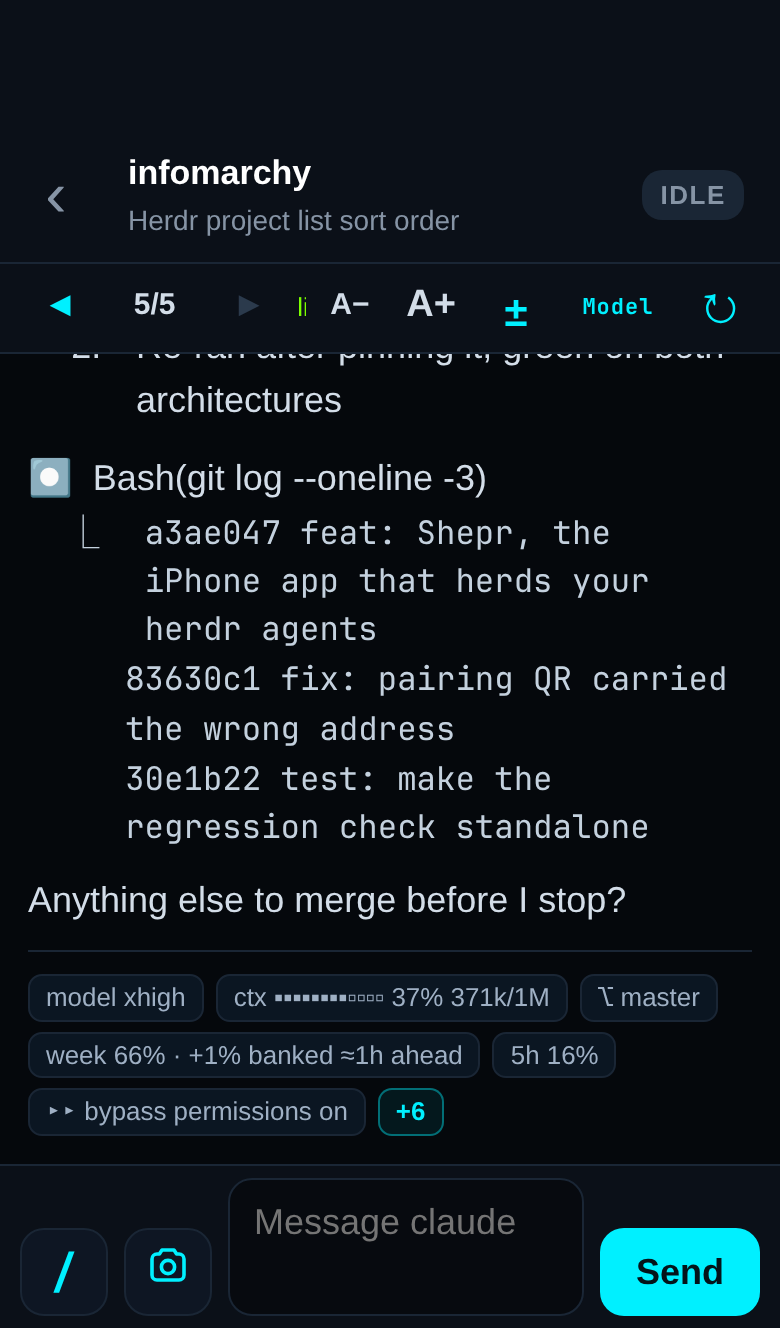 infomarchy
Herdr project list sort order
IDLE
◀ 5/5 ▶ A− A+ ± Model
architectures
Bash(git log --oneline -3)
a3ae047 feat: Shepr, the
iPhone app that herds your
herdr agents
83630c1 fix: pairing QR carried
the wrong address
30e1b22 test: make the
regression check standalone
Anything else to merge before I stop?
model xhigh
ctx ▪▪▪▪▪▪▪▪▫▫▫▫ 37% 371k/1M
⌥ master
week 66% · +1% banked ≈1h ahead
5h 16%
▸▸ bypass permissions on
+6
/
Message claude
Send